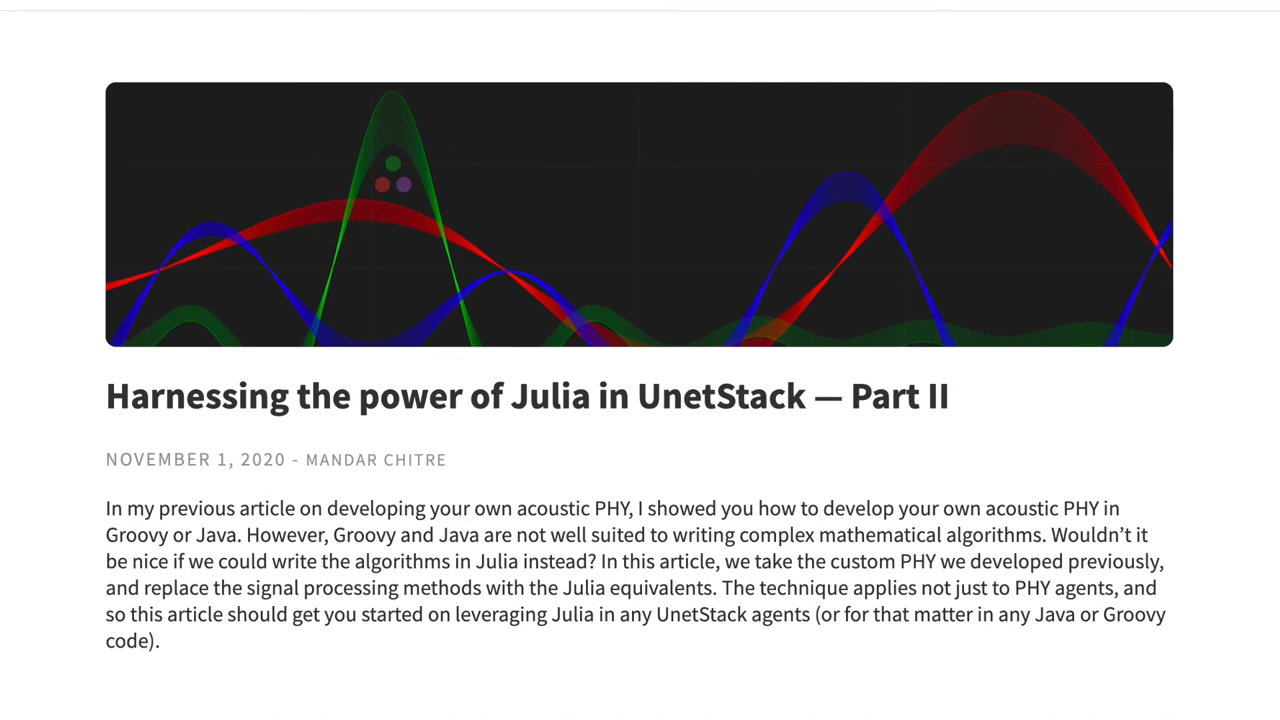 Harnessing the power of Julia in UnetStack — Part II
NOVEMBER 1, 2020 - MANDAR CHITRE
In my previous article on developing your own acoustic PHY, I showed you how to develop your own acoustic PHY in
Groovy or Java. However, Groovy and Java are not well suited to writing complex mathematical algorithms. Wouldn’t it
be nice if we could write the algorithms in Julia instead? In this article, we take the custom PHY we developed previously,
and replace the signal processing methods with the Julia equivalents. The technique applies not just to PHY agents, and
so this article should get you started on leveraging Julia in any UnetStack agents (or for that matter in any Java or Groovy
code).